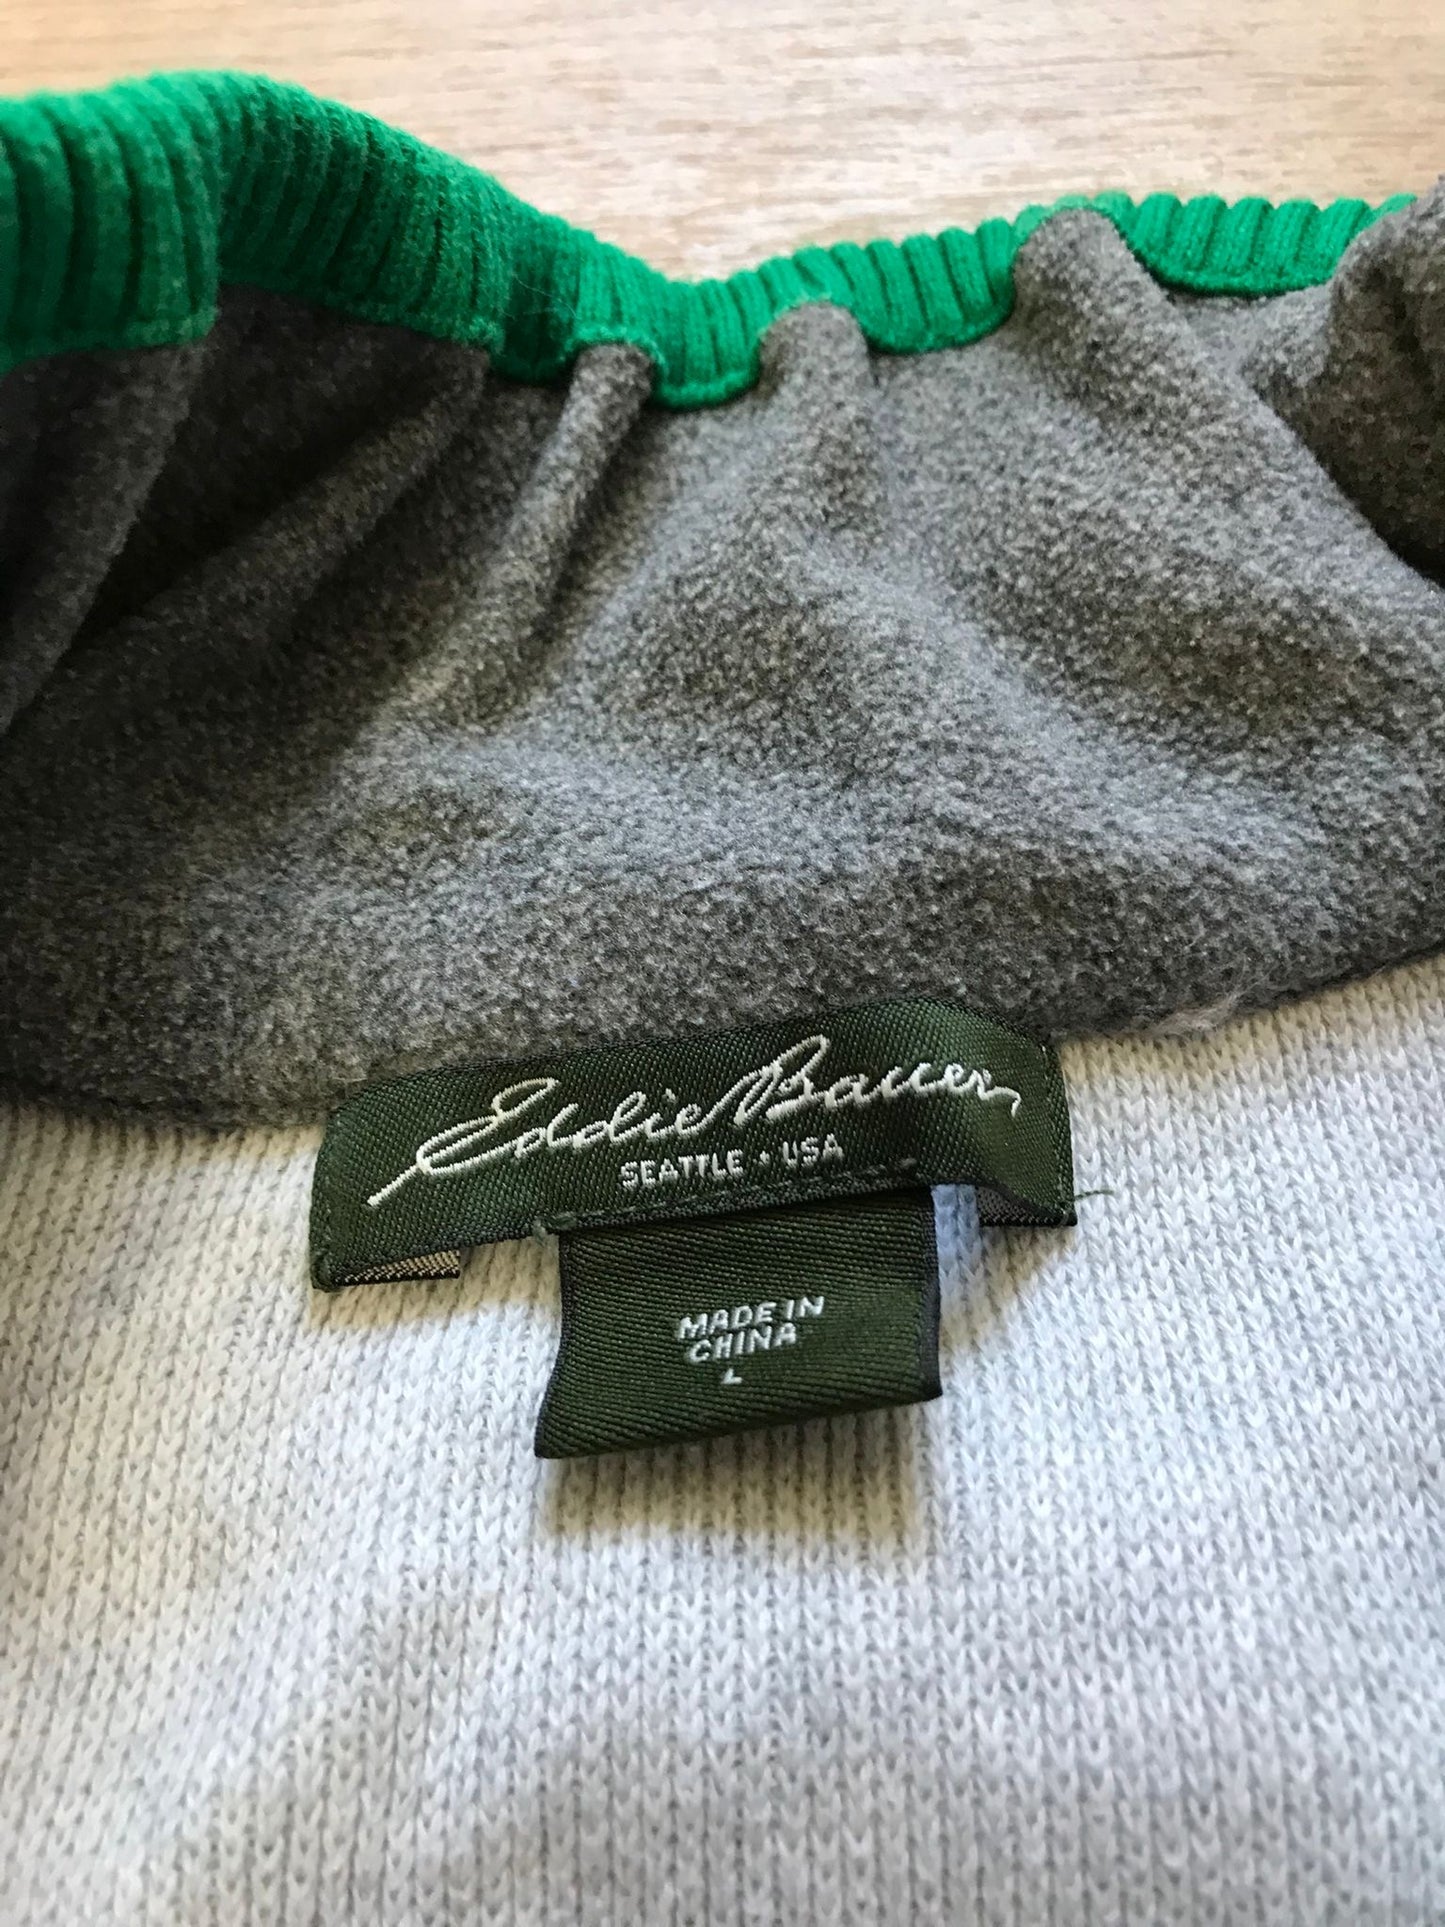 Eddie Bauer
SEATTLE • USA
MADE IN
CHINA
L